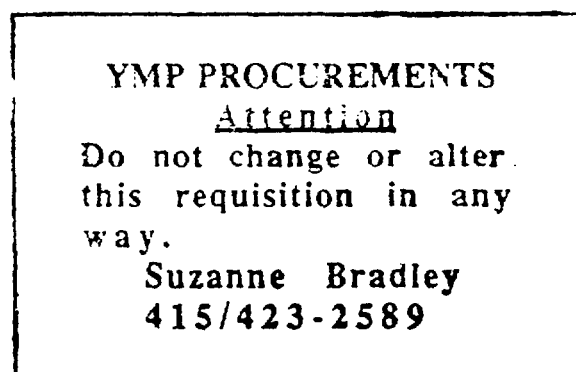 YMP PROCUREMENTS
Attention
Do not change or alter
this requisition in any
way.
Suzanne Bradley
415/423-2589